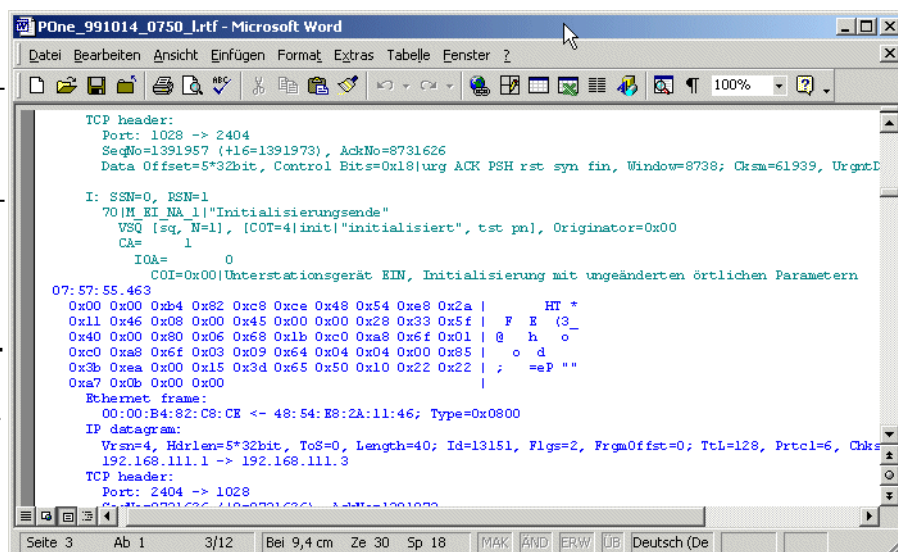 POne_991014_0750_l.rtf - Microsoft Word
Datei Bearbeiten Ansicht Einfügen Format Extras Tabelle Fenster ?
100%
TCP header:
Port: 1028 -> 2404
SeqNo=1391957 (+16=1391973), AckNo=8731626
Data Offset=5*32bit, Control Bits=0x18|urg ACK PSH rst syn fin, Window=8738; Cksm=61939, UrgntD
I: SSN=0, RSN=1
70|M_EI_NA_1|"Initialisierungsende"
VSQ [sq, N=1], [COT=4|init|"initialisiert", tst pn], Originator=0x00
CA= 1
IOA= 0
COI=0x00|Unterstationsgerät EIN, Initialisierung mit ungeänderten örtlichen Parametern
07:57:55.463
0x00 0x00 0xb4 0x82 0xc8 0xce 0x48 0x54 0xe8 0x2a | HT *
0x11 0x46 0x08 0x00 0x45 0x00 0x00 0x28 0x33 0x5f | F E (3_
0x40 0x00 0x80 0x06 0x68 0x1b 0xc0 0xa8 0x6f 0x01 | @ h o
0xc0 0xa8 0x6f 0x03 0x09 0x64 0x04 0x04 0x00 0x85 | o d
0x3b 0xea 0x00 0x15 0x3d 0x65 0x50 0x10 0x22 0x22 | ; =eP ""
0xa7 0x0b 0x00 0x00 |
Ethernet frame:
00:00:B4:82:C8:CE <- 48:54:E8:2A:11:46; Type=0x0800
IP datagram:
Vrsn=4, Hdrlen=5*32bit, ToS=0, Length=40; Id=13151, Flgs=2, FrgmOffst=0; TtL=128, Prtcl=6, Chks
192.168.111.1 -> 192.168.111.3
TCP header:
Port: 2404 -> 1028
Seite 3 Ab 1 3/12 Bei 9,4 cm Ze 30 Sp 18 MAK ÄND ERW ÜB Deutsch (De